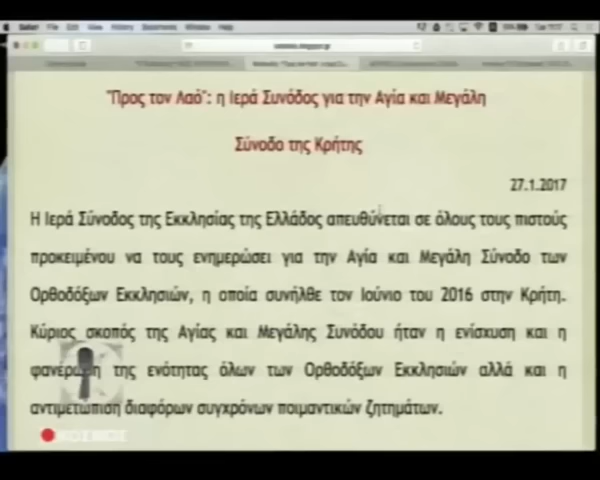 "Προς τον Λαό": η Ιερά Συνόδος για την Αγία και Μεγάλη
Σύνοδο της Κρήτης
27.1.2017
Η Ιερά Σύνοδος της Εκκλησίας της Ελλάδος απευθύνεται σε όλους τους πιστούς
προκειμένου να τους ενημερώσει για την Αγία και Μεγάλη Σύνοδο των
Ορθοδόξων Εκκλησιών, η οποία συνήλθε τον Ιούνιο του 2016 στην Κρήτη.
Κύριος σκοπός της Αγίας και Μεγάλης Συνόδου ήταν η ενίσχυση και η
φανέρωση της ενότητας όλων των Ορθοδόξων Εκκλησιών αλλά και η
αντιμετώπιση διαφόρων συγχρόνων ποιμαντικών ζητημάτων.
ΚΟΣΜΟΣ